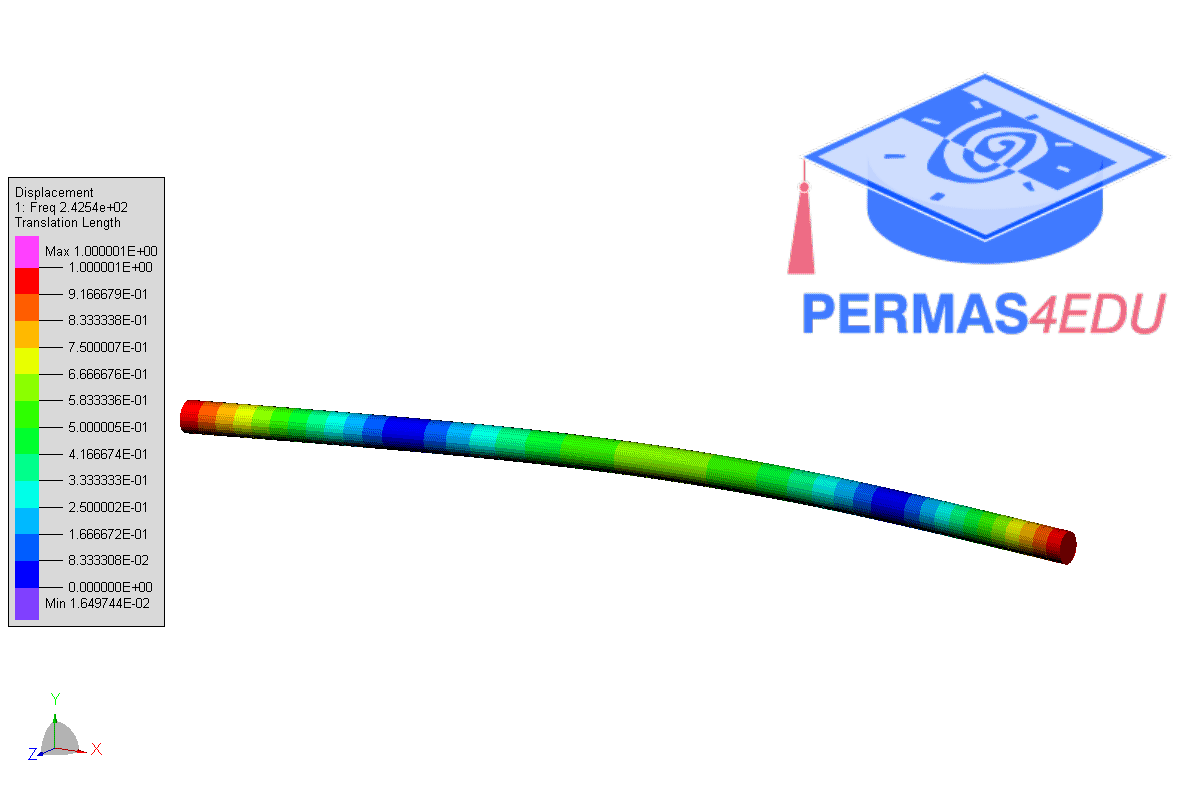 Displacement
1: Freq 2.4254e+02
Translation Length
Max 1.000001E+00
1.000001E+00
9.166679E-01
8.333338E-01
7.500007E-01
6.666676E-01
5.833336E-01
5.000005E-01
4.166674E-01
3.333333E-01
2.500002E-01
1.666672E-01
8.333308E-02
0.000000E+00
Min 1.649744E-02
PERMAS4EDU
Y
Z
X